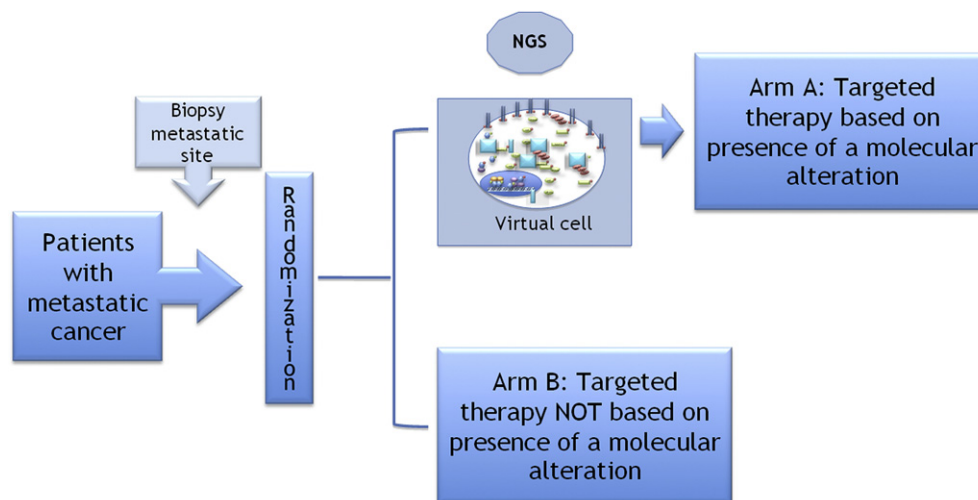 NGS
Biopsy
metastatic
site
Patients
with
metastatic
cancer
Randomization
Virtual cell
Arm A: Targeted
therapy based on
presence of a molecular
alteration
Arm B: Targeted
therapy NOT based on
presence of a molecular
alteration